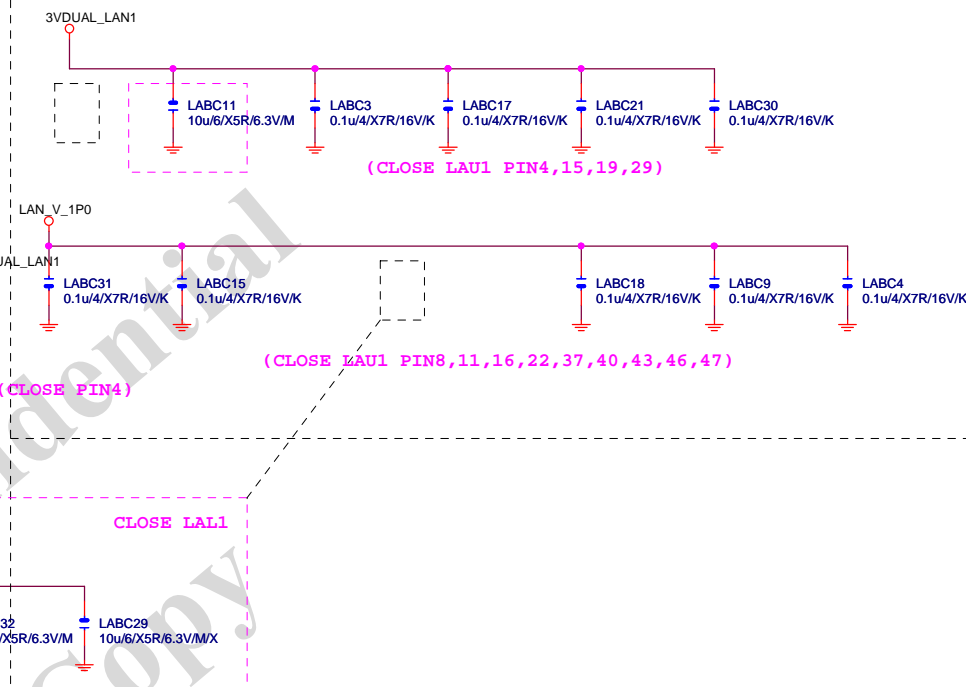 3VDUAL_LAN1
LABC11
10u/6/X5R/6.3V/M
LABC3
0.1u/4/X7R/16V/K
LABC17
0.1u/4/X7R/16V/K
LABC21
0.1u/4/X7R/16V/K
LABC30
0.1u/4/X7R/16V/K
(CLOSE LAU1 PIN4,15,19,29)
LAN_V_1P0
UAL_LAN1
LABC31
0.1u/4/X7R/16V/K
LABC15
0.1u/4/X7R/16V/K
LABC18
0.1u/4/X7R/16V/K
LABC9
0.1u/4/X7R/16V/K
LABC4
0.1u/4/X7R/16V/K
(CLOSE LAU1 PIN8,11,16,22,37,40,43,46,47)
(CLOSE PIN4)
CLOSE LAL1
32
/X5R/6.3V/M
LABC29
10u/6/X5R/6.3V/M/X
idential
Copy